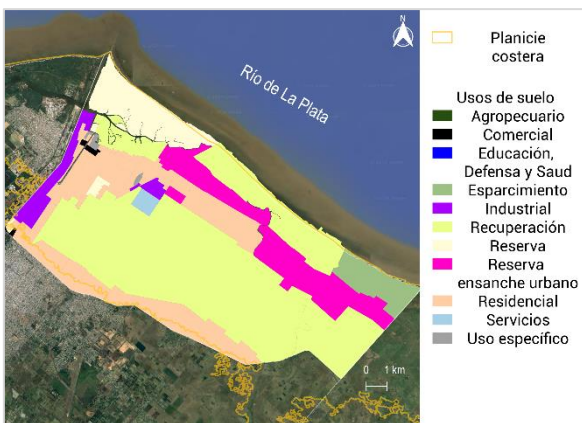 N
Río de La Plata
0 1 km
Planicie
costera
Usos de suelo
Agropecuario
Comercial
Educación,
Defensa y Saud
Esparcimiento
Industrial
Recuperación
Reserva
Reserva
ensanche urbano
Residencial
Servicios
Uso específico